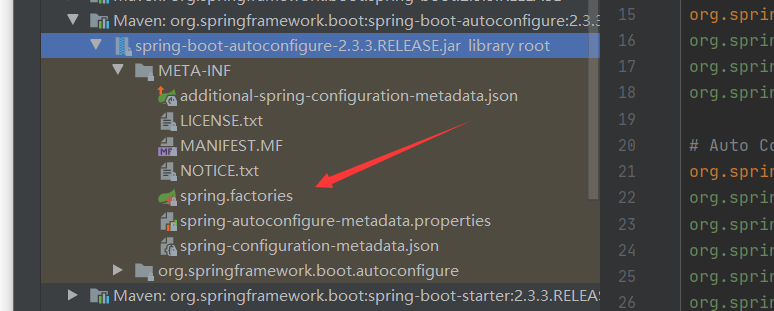 Maven: org.springframework.boot:spring-boot-autoconfigure:2.3.3
spring-boot-autoconfigure-2.3.3.RELEASE.jar library root
META-INF
additional-spring-configuration-metadata.json
LICENSE.txt
MANIFEST.MF
NOTICE.txt
spring.factories
spring-autoconfigure-metadata.properties
spring-configuration-metadata.json
org.springframework.boot.autoconfigure
Maven: org.springframework.boot:spring-boot-starter:2.3.3.RELEAS
15 org.sprin
16 org.sprin
17 org.sprin
18 org.sprin
19
20 # Auto Co
21 org.sprin
22 org.sprin
23 org.sprin
24 org.sprin
25 org.sprin
26 org.sprin